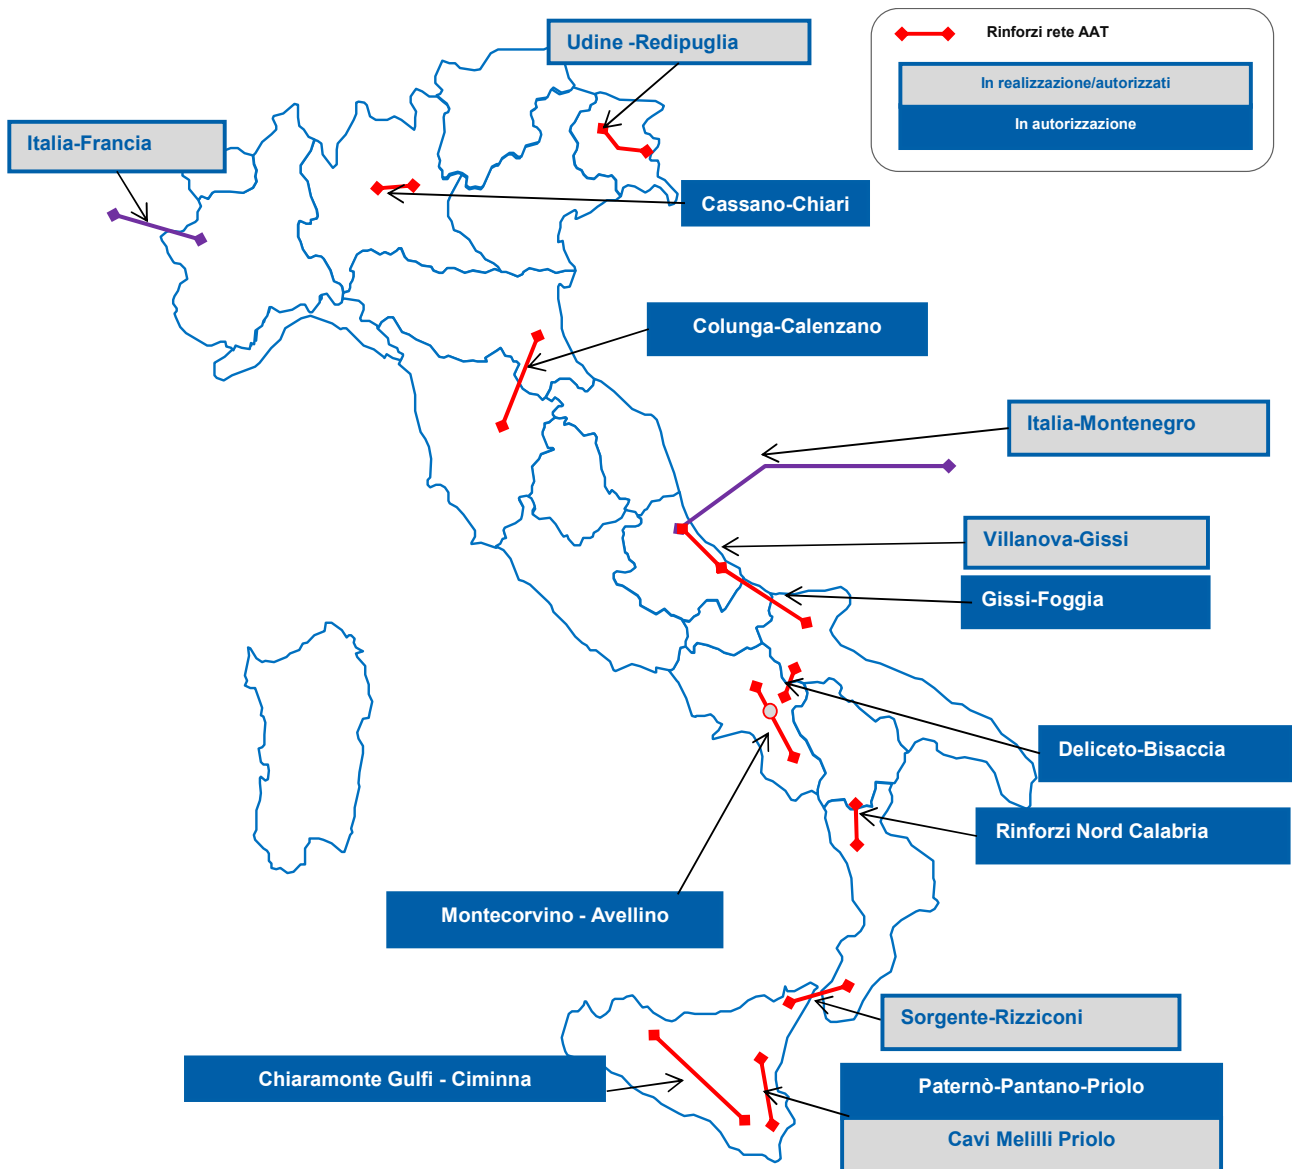 Udine -Redipuglia
Rinforzi rete AAT
In realizzazione/autorizzati
In autorizzazione
Italia-Francia
Cassano-Chiari
Colunga-Calenzano
Italia-Montenegro
Villanova-Gissi
Gissi-Foggia
Deliceto-Bisaccia
Rinforzi Nord Calabria
Montecorvino - Avellino
Sorgente-Rizziconi
Chiaramonte Gulfi - Ciminna
Paternò-Pantano-Priolo
Cavi Melilli Priolo